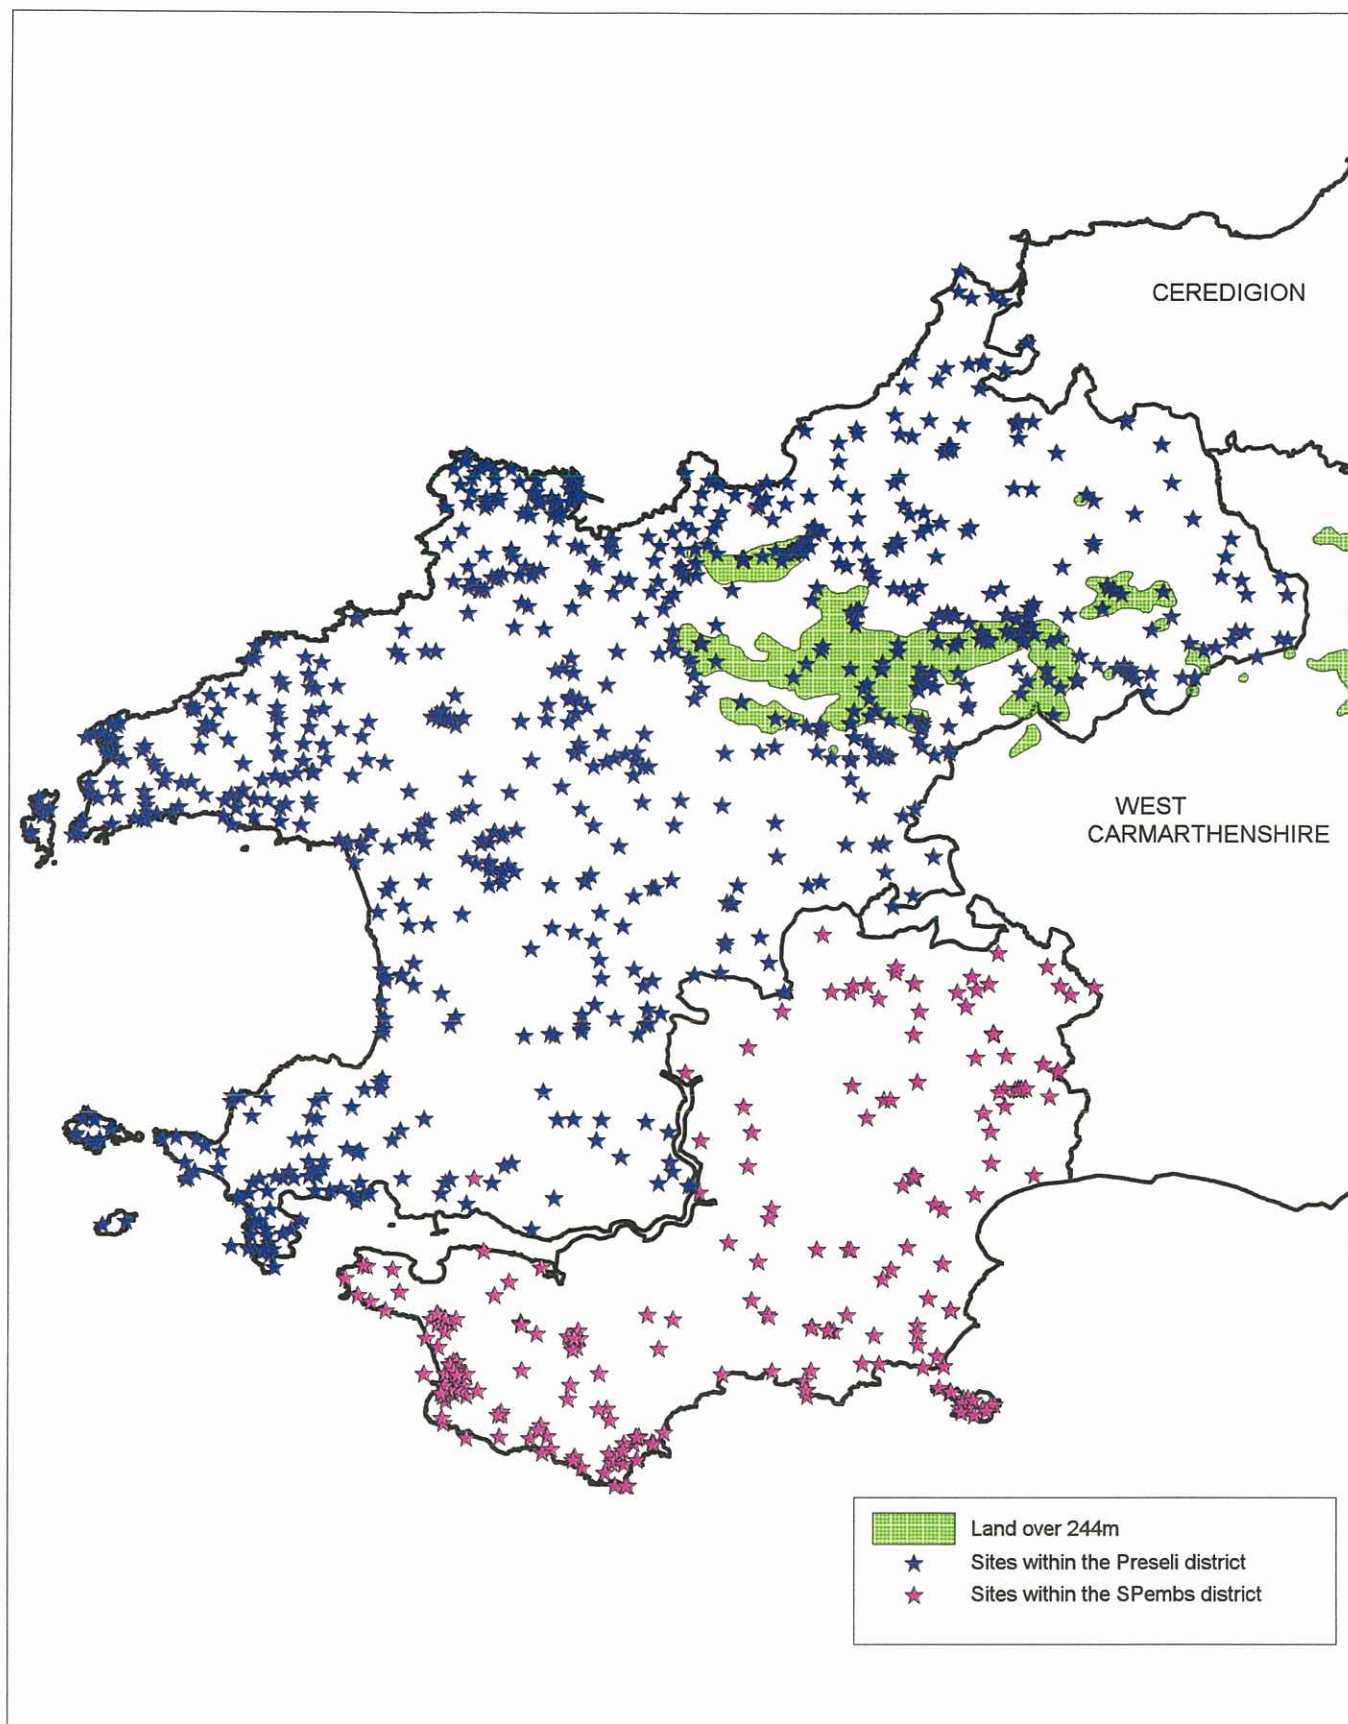 CEREDIGION
WEST
CARMARTHENSHIRE
Land over 244m
Sites within the Preseli district
Sites within the SPembs district